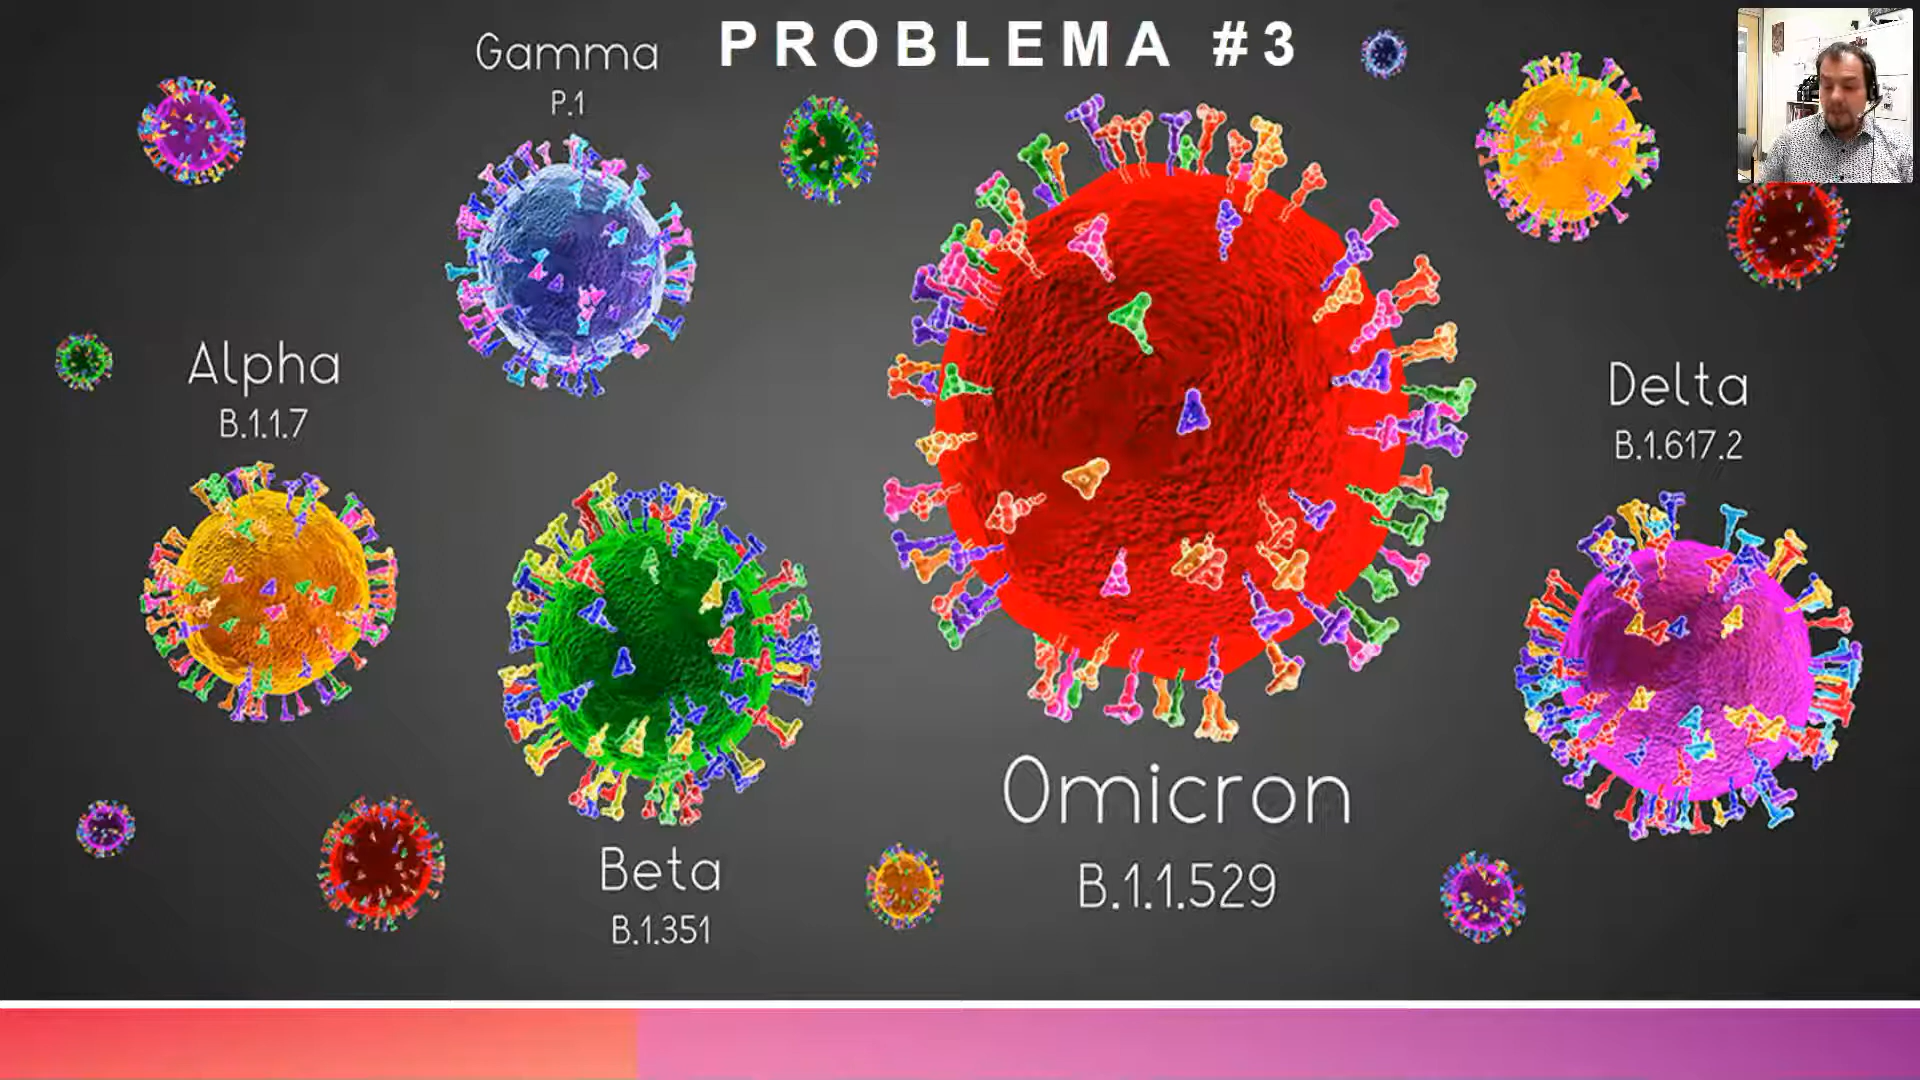 PROBLEMA #3
Gamma
P.1
Alpha
B.1.1.7
Delta
B.1.617.2
Omicron
B.1.1.529
Beta
B.1.351